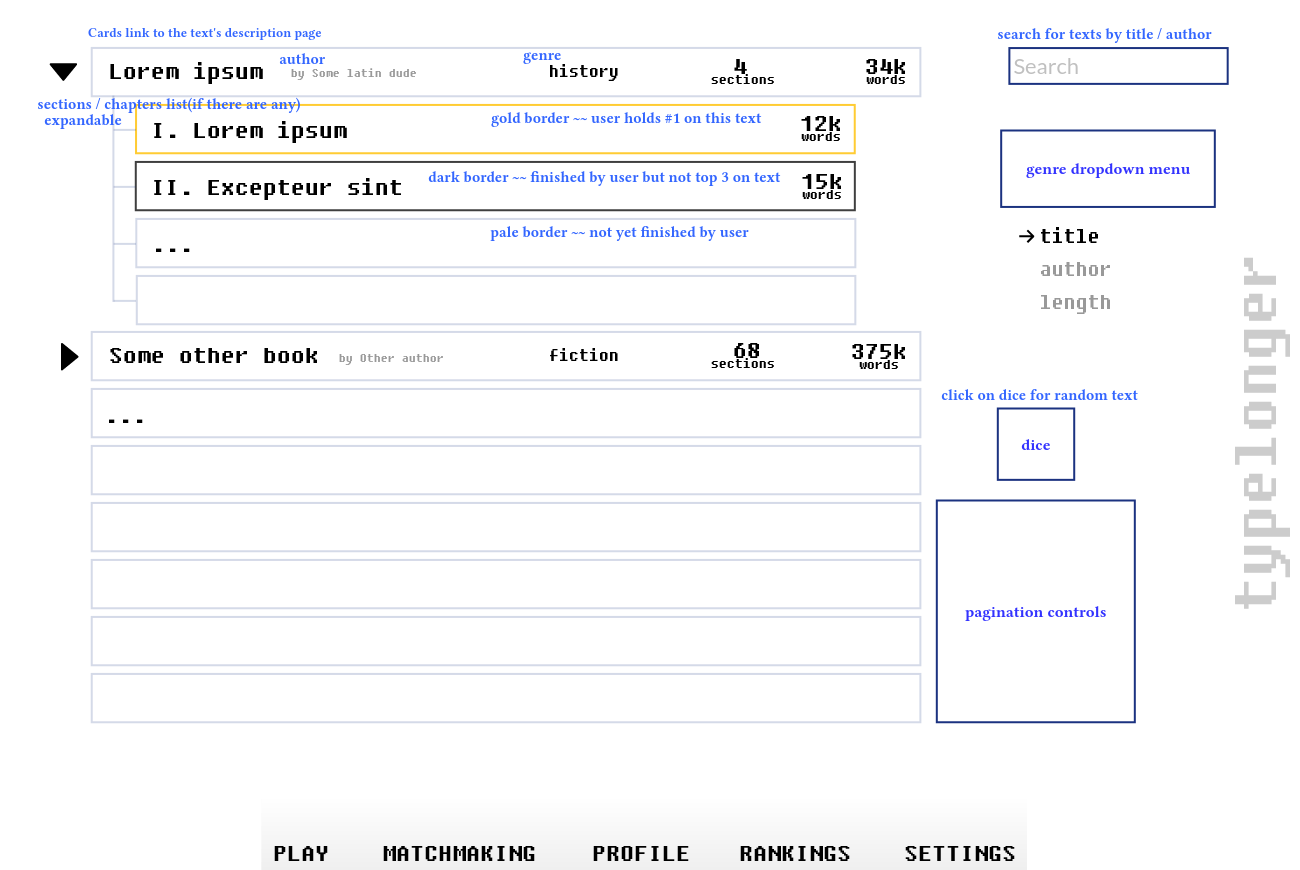 Cards link to the text's description page
search for texts by title / author
Lorem ipsum
author
by Some latin dude
genre
history
4
sections
34k
words
Search
sections / chapters list(if there are any)
expandable
I. Lorem ipsum
gold border ~~ user holds #1 on this text
12k
words
genre dropdown menu
II. Excepteur sint
dark border ~~ finished by user but not top 3 on text
15k
words
...
pale border ~~ not yet finished by user
→title
author
length
typelonger
Some other book
by Other author
fiction
68
sections
375k
words
...
click on dice for random text
dice
pagination controls
PLAY MATCHMAKING PROFILE RANKINGS SETTINGS